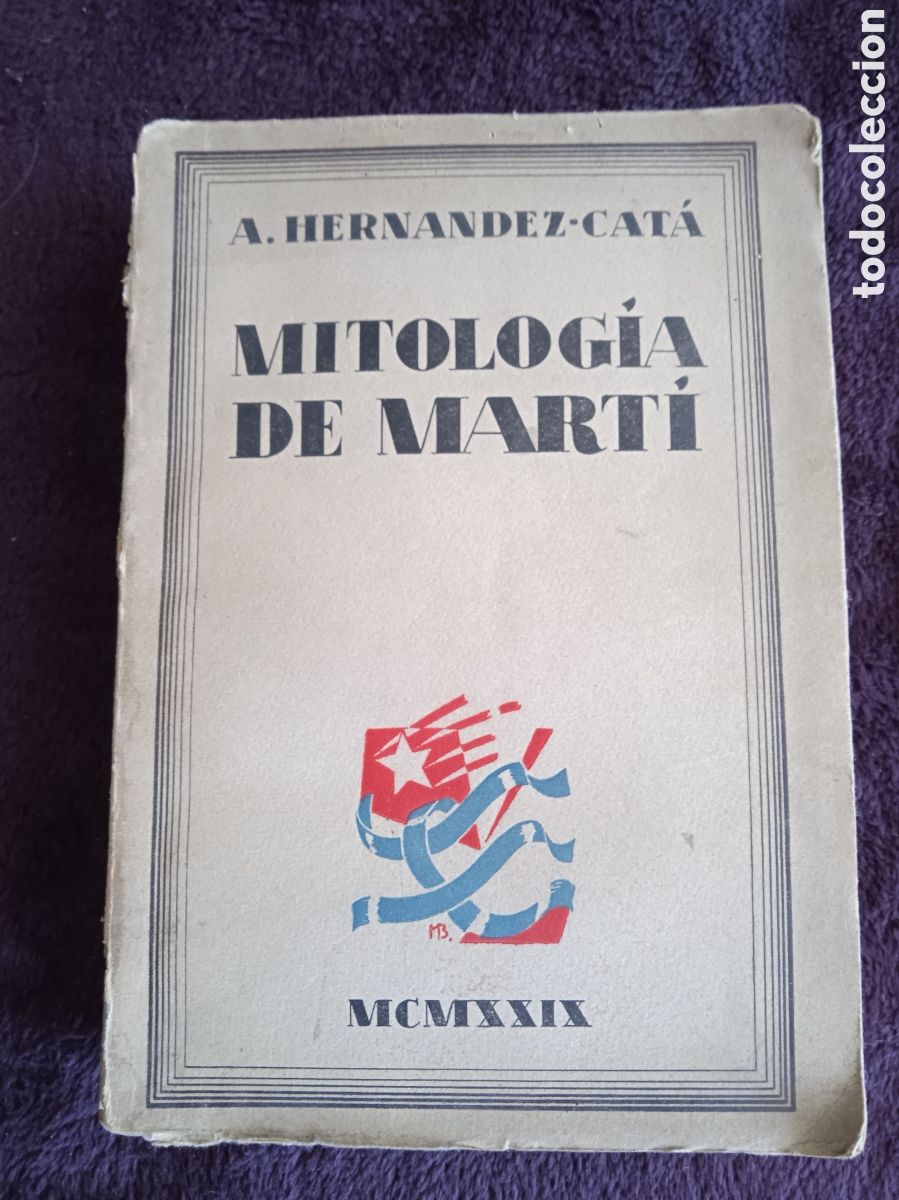 A. HERNANDEZ-CATÁ
MITOLOGÍA
DE MARTÍ
MB.
MCMXXIX
todocoleccion